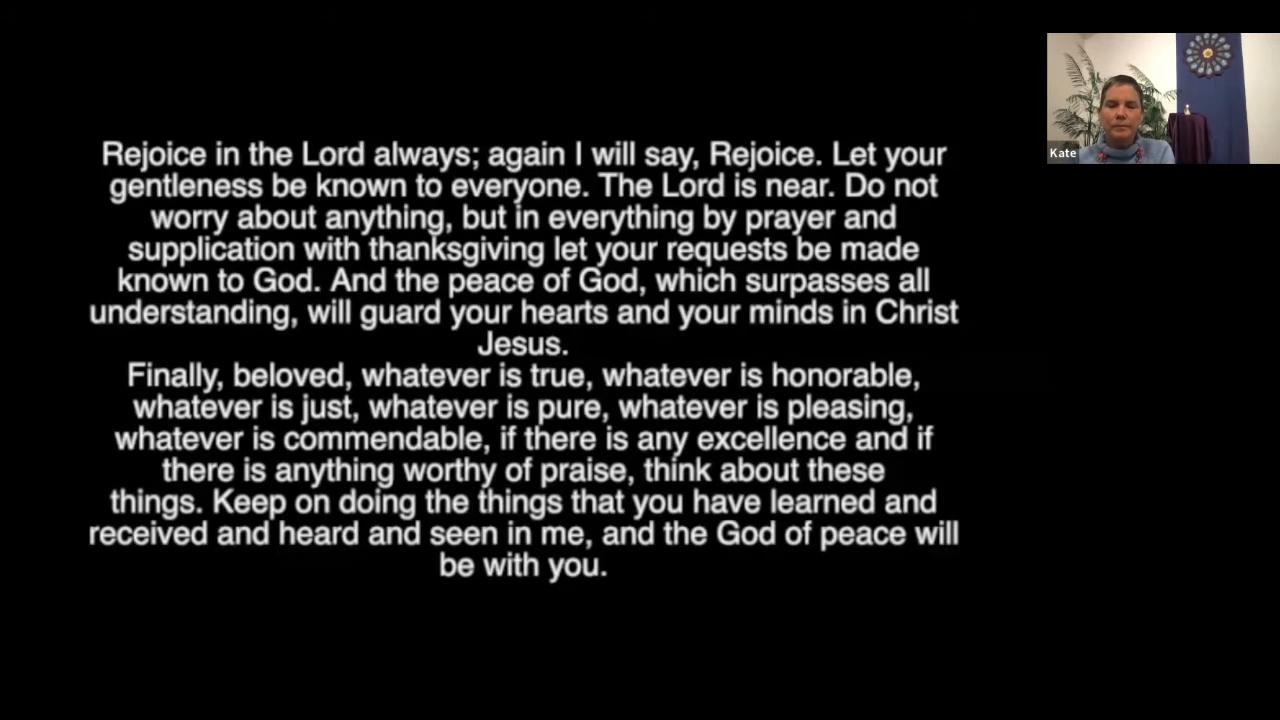 Rejoice in the Lord always; again I will say, Rejoice. Let your
gentleness be known to everyone. The Lord is near. Do not
worry about anything, but in everything by prayer and
supplication with thanksgiving let your requests be made
known to God. And the peace of God, which surpasses all
understanding, will guard your hearts and your minds in Christ
Jesus.
Finally, beloved, whatever is true, whatever is honorable,
whatever is just, whatever is pure, whatever is pleasing,
whatever is commendable, if there is any excellence and if
there is anything worthy of praise, think about these
things. Keep on doing the things that you have learned and
received and heard and seen in me, and the God of peace will
be with you.
Kate